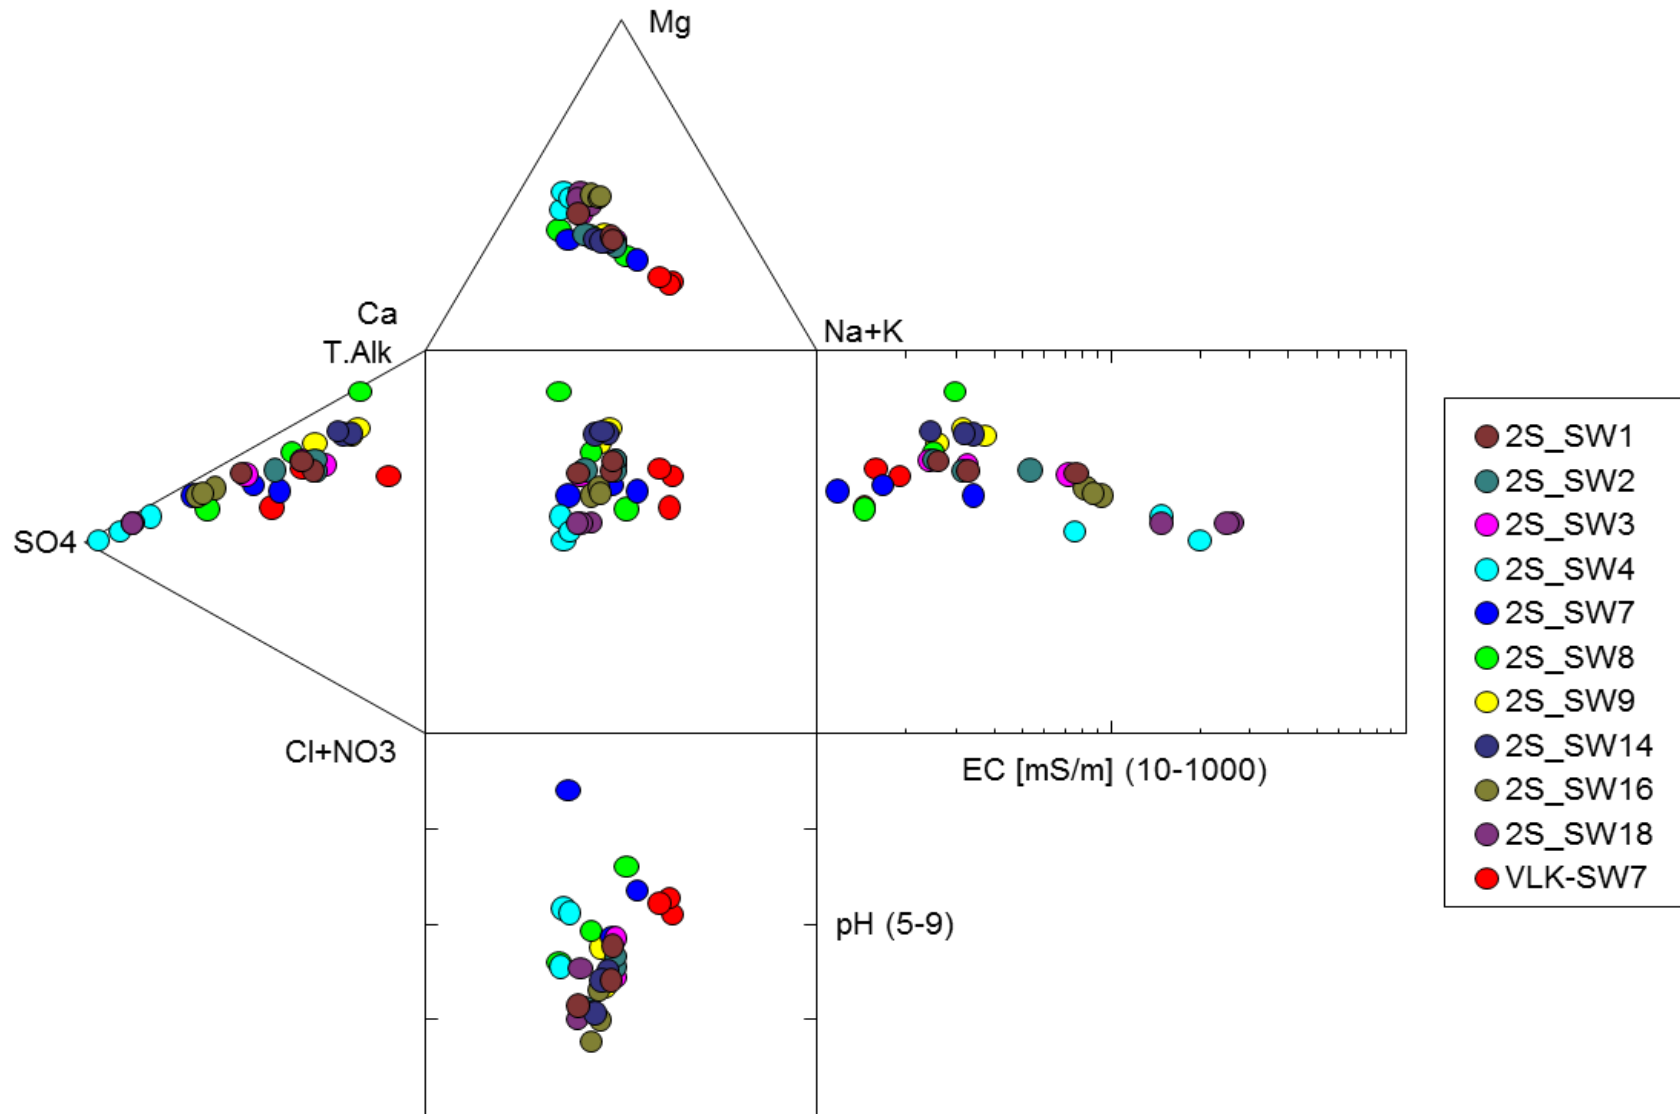 Mg
Ca
Na+K
T.Alk
SO4
Cl+NO3
EC [mS/m] (10-1000)
pH (5-9)
2S_SW1
2S_SW2
2S_SW3
2S_SW4
2S_SW7
2S_SW8
2S_SW9
2S_SW14
2S_SW16
2S_SW18
VLK-SW7